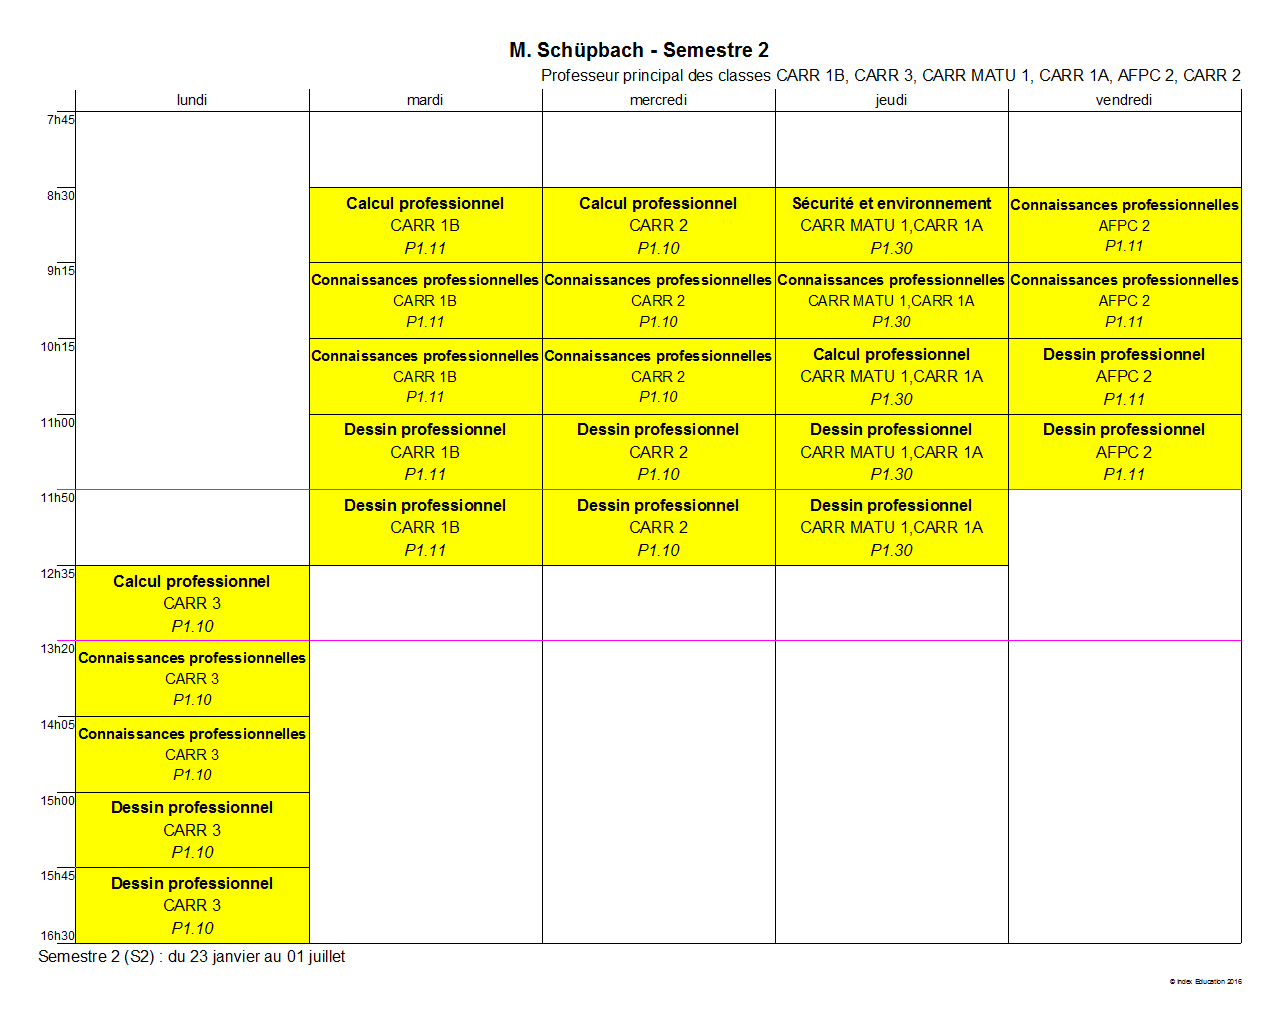 M. Schüpbach - Semestre 2
Professeur principal des classes CARR 1B, CARR 3, CARR MATU 1, CARR 1A, AFPC 2, CARR 2
lundi mardi mercredi jeudi vendredi
7h45
8h30
Calcul professionnel Calcul professionnel Sécurité et environnement Connaissances professionnelles
CARR 1B CARR 2 CARR MATU 1,CARR 1A AFPC 2
P1.11 P1.10 P1.30 P1.11
9h15
Connaissances professionnelles Connaissances professionnelles Connaissances professionnelles Connaissances professionnelles
CARR 1B CARR 2 CARR MATU 1,CARR 1A AFPC 2
P1.11 P1.10 P1.30 P1.11
10h15
Connaissances professionnelles Connaissances professionnelles Calcul professionnel Dessin professionnel
CARR 1B CARR 2 CARR MATU 1,CARR 1A AFPC 2
P1.11 P1.10 P1.30 P1.11
11h00
Dessin professionnel Dessin professionnel Dessin professionnel Dessin professionnel
CARR 1B CARR 2 CARR MATU 1,CARR 1A AFPC 2
P1.11 P1.10 P1.30 P1.11
11h50
Dessin professionnel Dessin professionnel Dessin professionnel
CARR 1B CARR 2 CARR MATU 1,CARR 1A
P1.11 P1.10 P1.30
12h35
Calcul professionnel
CARR 3
P1.10
13h20
Connaissances professionnelles
CARR 3
P1.10
14h05
Connaissances professionnelles
CARR 3
P1.10
15h00
Dessin professionnel
CARR 3
P1.10
15h45
Dessin professionnel
CARR 3
P1.10
16h30
Semestre 2 (S2) : du 23 janvier au 01 juillet
© Index Education 2016